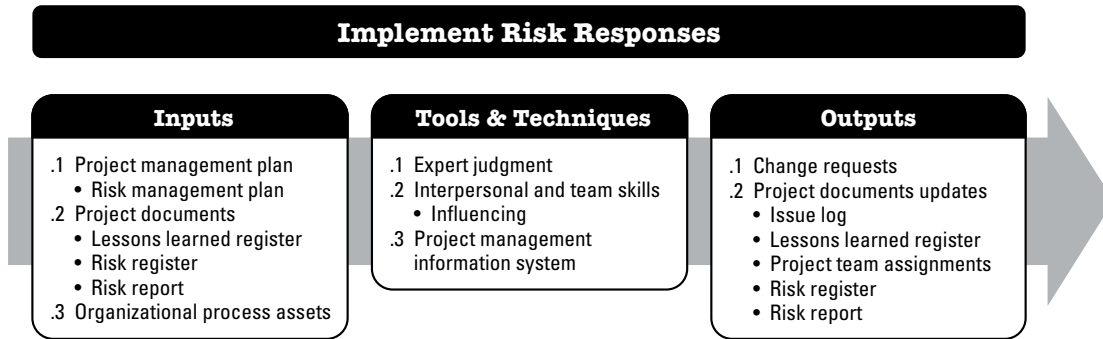 Implement Risk Responses
Inputs
.1 Project management plan
• Risk management plan
.2 Project documents
• Lessons learned register
• Risk register
• Risk report
.3 Organizational process assets
Tools & Techniques
.1 Expert judgment
.2 Interpersonal and team skills
• Influencing
.3 Project management
information system
Outputs
.1 Change requests
.2 Project documents updates
• Issue log
• Lessons learned register
• Project team assignments
• Risk register
• Risk report